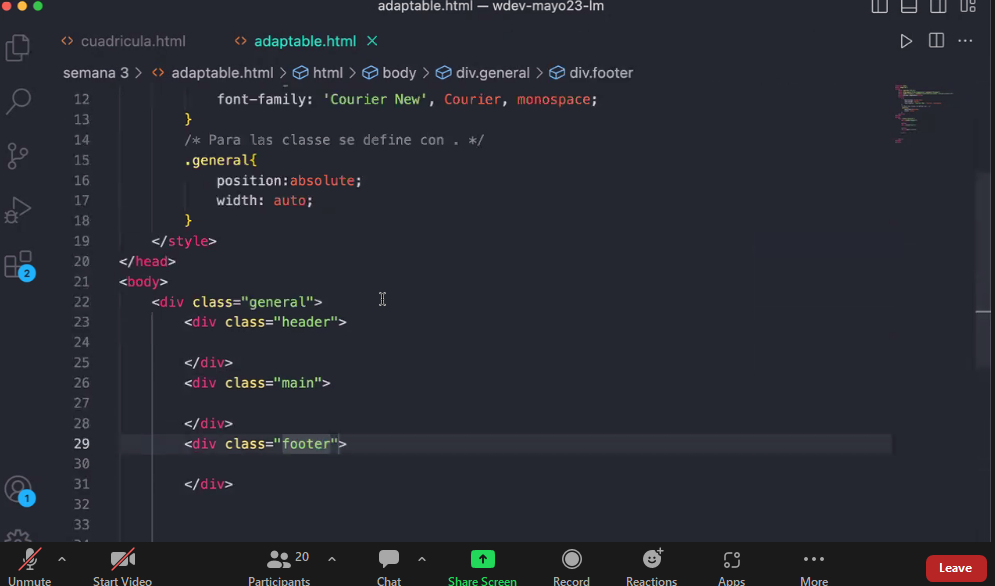 adaptable.html — wdev-mayo23-lm
<> cuadricula.html <> adaptable.html ×
semana 3 > <> adaptable.html > html > body > div.general > div.footer
12 font-family: 'Courier New', Courier, monospace;
13 }
14 /* Para las classe se define con . */
15 .general{
16 position:absolute;
17 width: auto;
18 }
19 </style>
20 </head>
21 <body>
22 <div class="general">
23 <div class="header">
24
25 </div>
26 <div class="main">
27
28 </div>
29 <div class="footer">
30
31 </div>
32
33
2
1
20
Unmute
Start Video
Participants
Chat
Share Screen
Record
Reactions
Apps
More
Leave